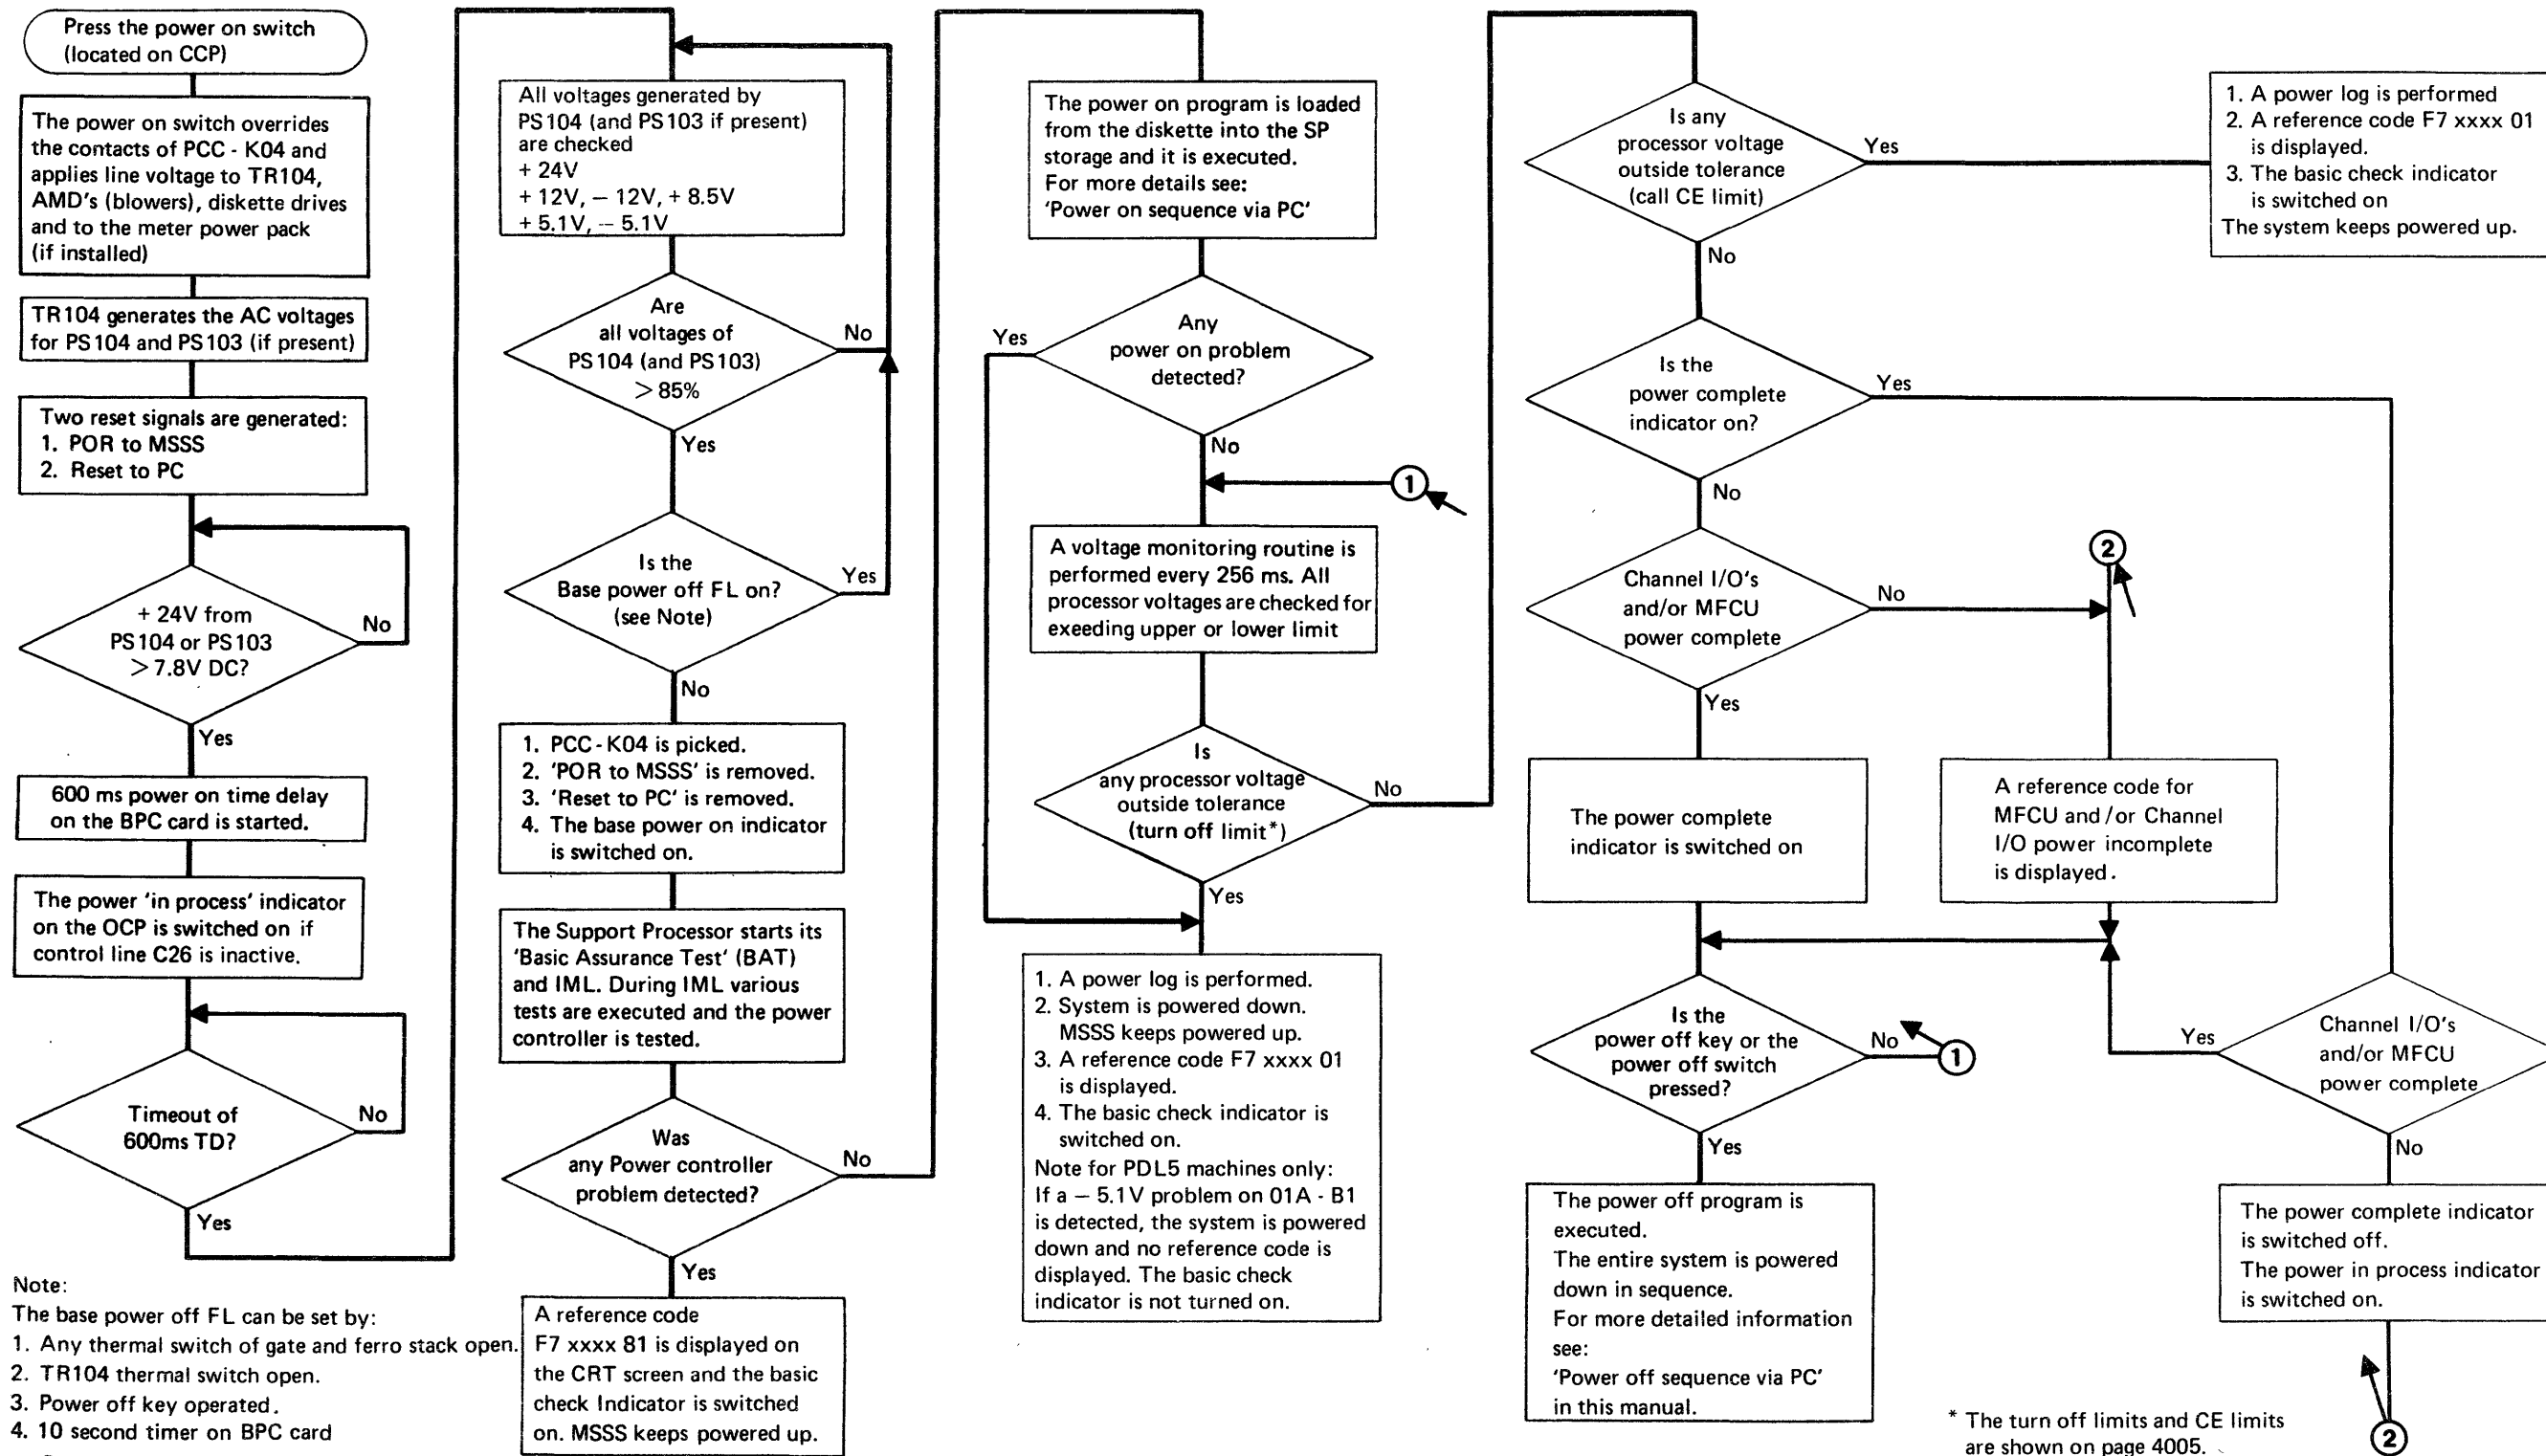 Press the power on switch
(located on CCP)
The power on switch overrides
the contacts of PCC - K04 and
applies line voltage to TR104,
AMD's (blowers), diskette drives
and to the meter power pack
(if installed)
TR104 generates the AC voltages
for PS104 and PS103 (if present)
Two reset signals are generated:
1. POR to MSSS
2. Reset to PC
+ 24V from
PS104 or PS103
> 7.8V DC?
No
Yes
600 ms power on time delay
on the BPC card is started.
The power 'in process' indicator
on the OCP is switched on if
control line C26 is inactive.
Timeout of
600ms TD?
No
Yes
Note:
The base power off FL can be set by:
1. Any thermal switch of gate and ferro stack open.
2. TR104 thermal switch open.
3. Power off key operated.
4. 10 second timer on BPC card
All voltages generated by
PS104 (and PS103 if present)
are checked
+ 24V
+ 12V, − 12V, + 8.5V
+ 5.1V, − 5.1V
Are
all voltages of
PS104 (and PS103)
> 85%
No
Yes
Is the
Base power off FL on?
(see Note)
Yes
No
1. PCC - K04 is picked.
2. 'POR to MSSS' is removed.
3. 'Reset to PC' is removed.
4. The base power on indicator
is switched on.
The Support Processor starts its
'Basic Assurance Test' (BAT)
and IML. During IML various
tests are executed and the power
controller is tested.
Was
any Power controller
problem detected?
No
Yes
A reference code
F7 xxxx 81 is displayed on
the CRT screen and the basic
check Indicator is switched
on. MSSS keeps powered up.
The power on program is loaded
from the diskette into the SP
storage and it is executed.
For more details see:
'Power on sequence via PC'
Any
power on problem
detected?
Yes
No
1
A voltage monitoring routine is
performed every 256 ms. All
processor voltages are checked for
exeeding upper or lower limit
Is
any processor voltage
outside tolerance
(turn off limit*)
No
Yes
1. A power log is performed.
2. System is powered down.
MSSS keeps powered up.
3. A reference code F7 xxxx 01
is displayed.
4. The basic check indicator is
switched on.
Note for PDL5 machines only:
If a − 5.1V problem on 01A - B1
is detected, the system is powered
down and no reference code is
displayed. The basic check
indicator is not turned on.
Is any
processor voltage
outside tolerance
(call CE limit)
Yes
No
1. A power log is performed
2. A reference code F7 xxxx 01
is displayed.
3. The basic check indicator
is switched on
The system keeps powered up.
Is the
power complete
indicator on?
Yes
No
Channel I/O's
and/or MFCU
power complete
No
Yes
2
The power complete
indicator is switched on
A reference code for
MFCU and/or Channel
I/O power incomplete
is displayed.
Is the
power off key or the
power off switch
pressed?
No
1
Yes
The power off program is
executed.
The entire system is powered
down in sequence.
For more detailed information
see:
'Power off sequence via PC'
in this manual.
Channel I/O's
and/or MFCU
power complete
Yes
No
The power complete indicator
is switched off.
The power in process indicator
is switched on.
2
* The turn off limits and CE limits
are shown on page 4005.